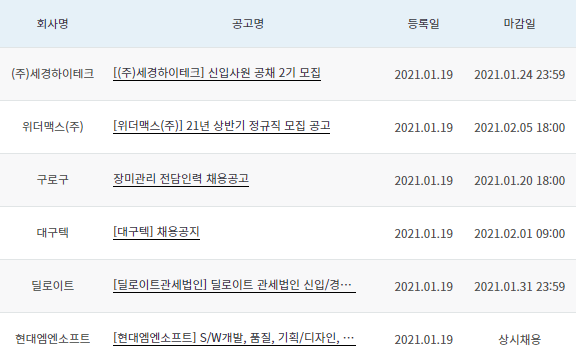 회사명 공고명 등록일 마감일
(주)세경하이테크 [(주)세경하이테크] 신입사원 공채 2기 모집 2021.01.19 2021.01.24 23:59
위더맥스(주) [위더맥스(주)] 21년 상반기 정규직 모집 공고 2021.01.19 2021.02.05 18:00
구로구 장미관리 전담인력 채용공고 2021.01.19 2021.01.20 18:00
대구텍 [대구텍] 채용공지 2021.01.19 2021.02.01 09:00
딜로이트 [딜로이트관세법인] 딜로이트 관세법인 신입/경… 2021.01.19 2021.01.31 23:59
현대엠엔소프트 [현대엠엔소프트] S/W개발, 품질, 기획/디자인, … 2021.01.19 상시채용